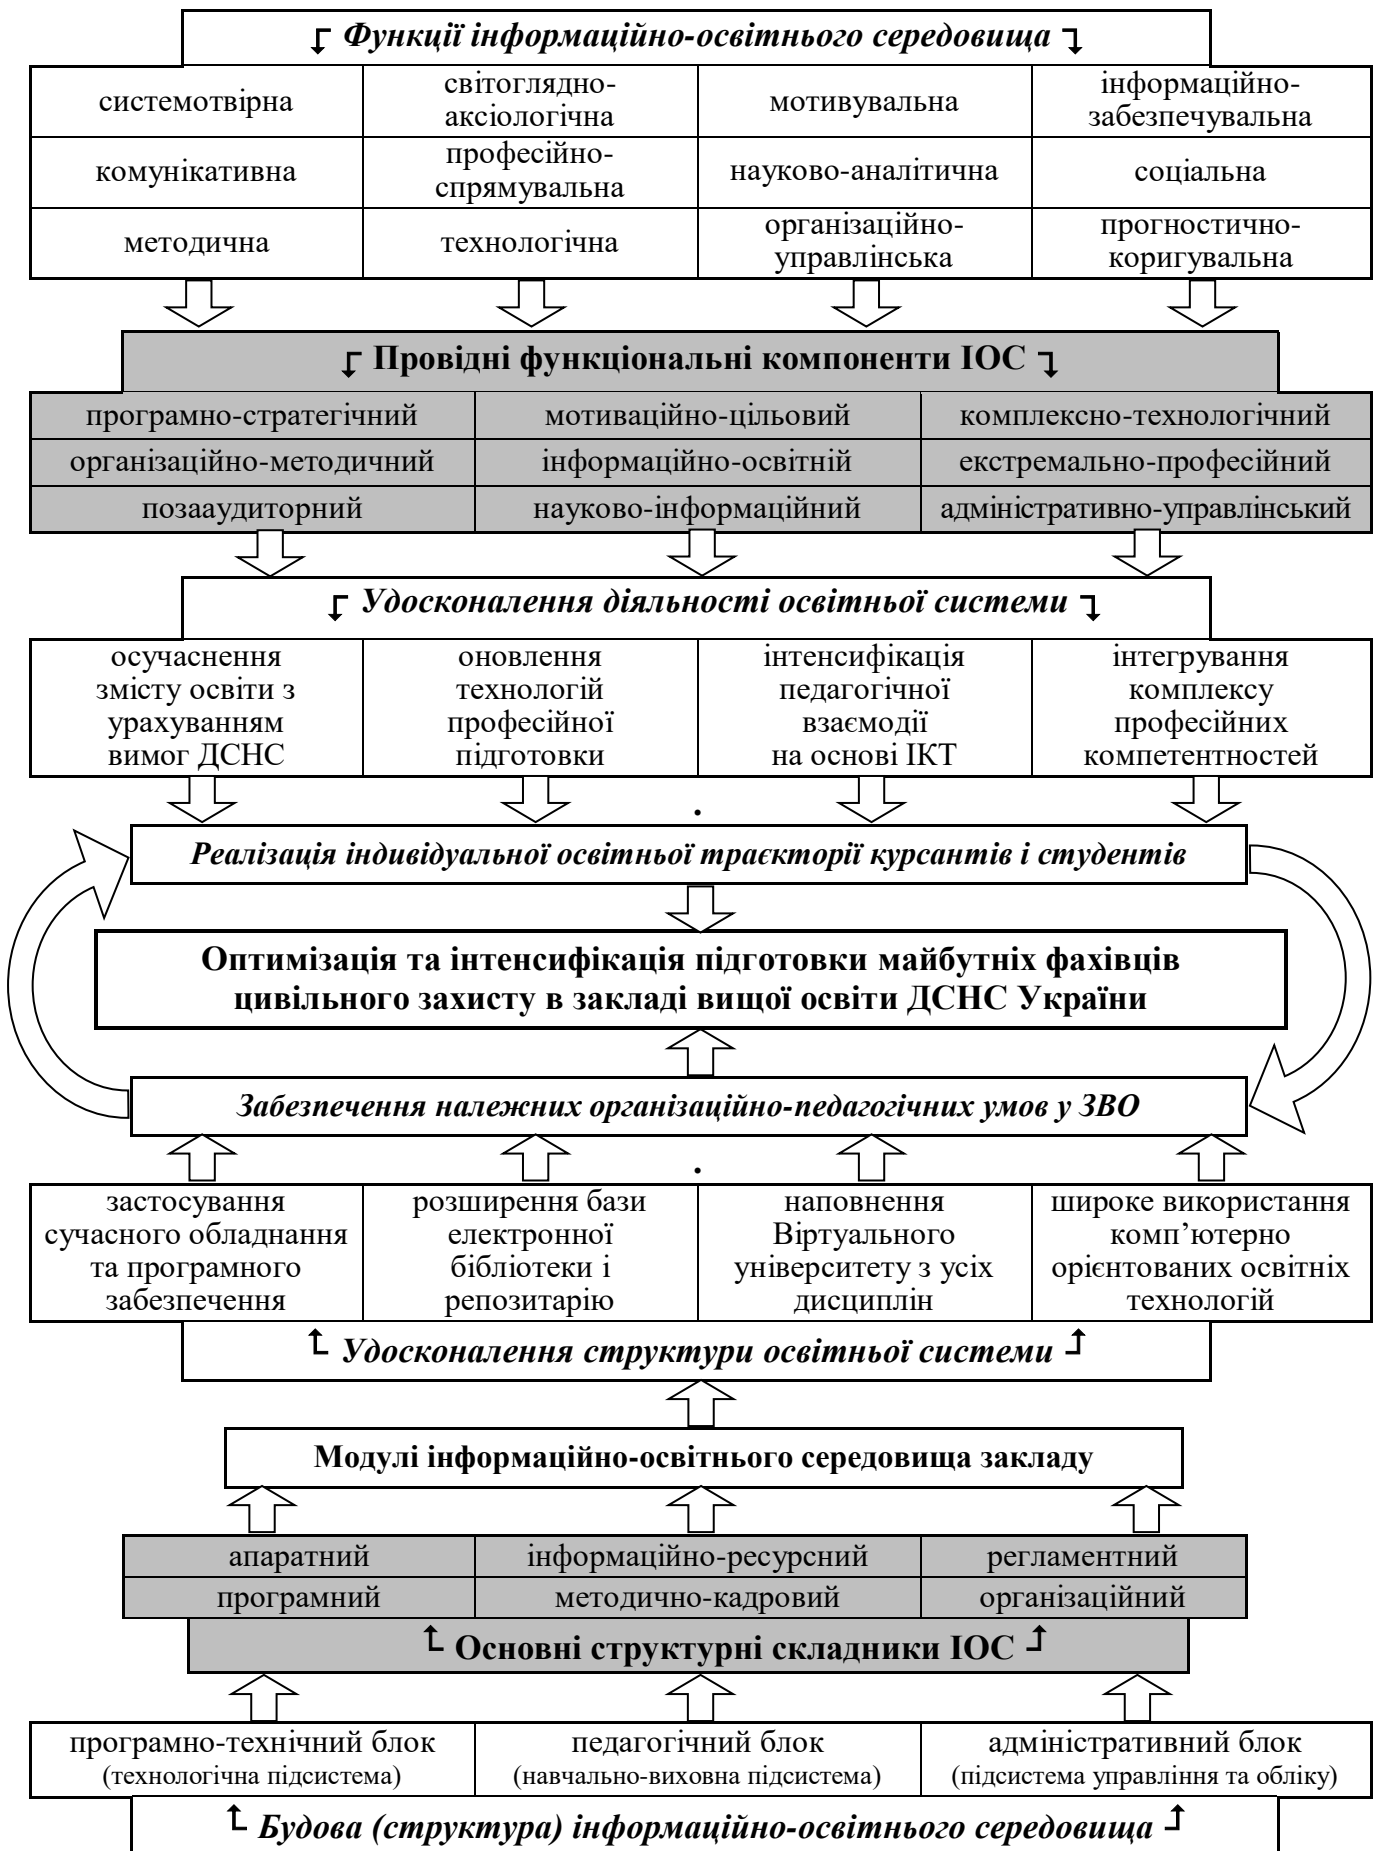 Функції інформаційно-освітнього середовища
системотвірна
світоглядно-
аксіологічна
мотивувальна
інформаційно-
забезпечувальна
комунікативна
професійно-
спрямувальна
науково-аналітична
соціальна
методична
технологічна
організаційно-
управлінська
прогностично-
коригувальна
Провідні функціональні компоненти ІОС
програмно-стратегічний
мотиваційно-цільовий
комплексно-технологічний
організаційно-методичний
інформаційно-освітній
екстремально-професійний
позааудиторний
науково-інформаційний
адміністративно-управлінський
Удосконалення діяльності освітньої системи
осучаснення
змісту освіти з
урахуванням
вимог ДСНС
оновлення
технологій
професійної
підготовки
інтенсифікація
педагогічної
взаємодії
на основі ІКТ
інтегрування
комплексу
професійних
компетентностей
.
Реалізація індивідуальної освітньої траєкторії курсантів і студентів
Оптимізація та інтенсифікація підготовки майбутніх фахівців
цивільного захисту в закладі вищої освіти ДСНС України
Забезпечення належних організаційно-педагогічних умов у ЗВО
.
застосування
сучасного обладнання
та програмного
забезпечення
розширення бази
електронної
бібліотеки і
репозитарію
наповнення
Віртуального
університету з усіх
дисциплін
широке використання
комп’ютерно
орієнтованих освітніх
технологій
Удосконалення структури освітньої системи
Модулі інформаційно-освітнього середовища закладу
апаратний
інформаційно-ресурсний
регламентний
програмний
методично-кадровий
організаційний
Основні структурні складники ІОС
програмно-технічний блок
(технологічна підсистема)
педагогічний блок
(навчально-виховна підсистема)
адміністративний блок
(підсистема управління та обліку)
Будова (структура) інформаційно-освітнього середовища